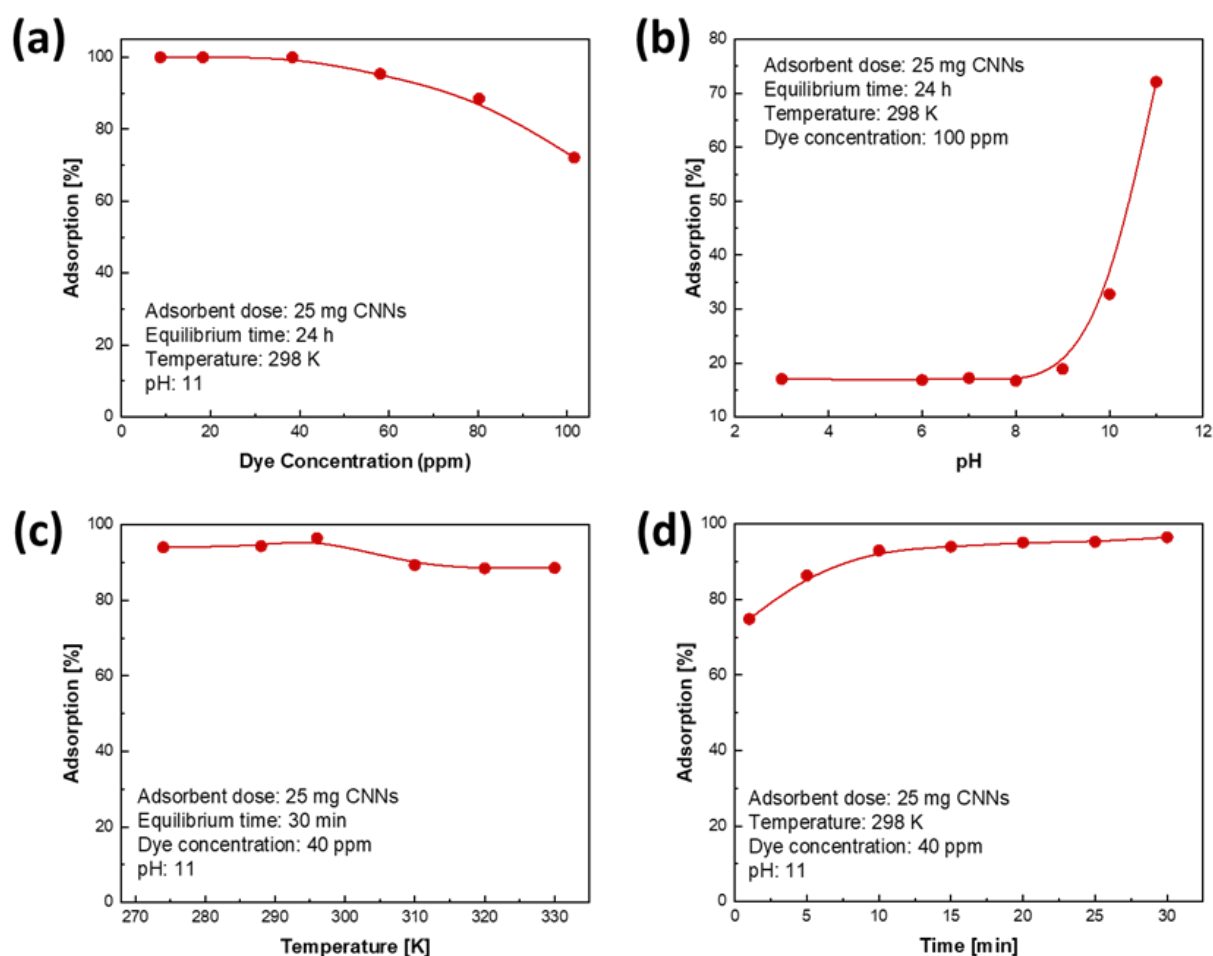 (a)
100
80
60
40
20
0
Adsorption [%]
Adsorbent dose: 25 mg CNNs
Equilibrium time: 24 h
Temperature: 298 K
pH: 11
0 20 40 60 80 100
Dye Concentration (ppm)
(b)
80
70
60
50
40
30
20
10
Adsorption [%]
Adsorbent dose: 25 mg CNNs
Equilibrium time: 24 h
Temperature: 298 K
Dye concentration: 100 ppm
2 4 6 8 10 12
pH
(c)
100
80
60
40
20
0
Adsorption [%]
Adsorbent dose: 25 mg CNNs
Equilibrium time: 30 min
Dye concentration: 40 ppm
pH: 11
270 280 290 300 310 320 330
Temperature [K]
(d)
100
80
60
40
20
0
Adsorption [%]
Adsorbent dose: 25 mg CNNs
Temperature: 298 K
Dye concentration: 40 ppm
pH: 11
0 5 10 15 20 25 30
Time [min]